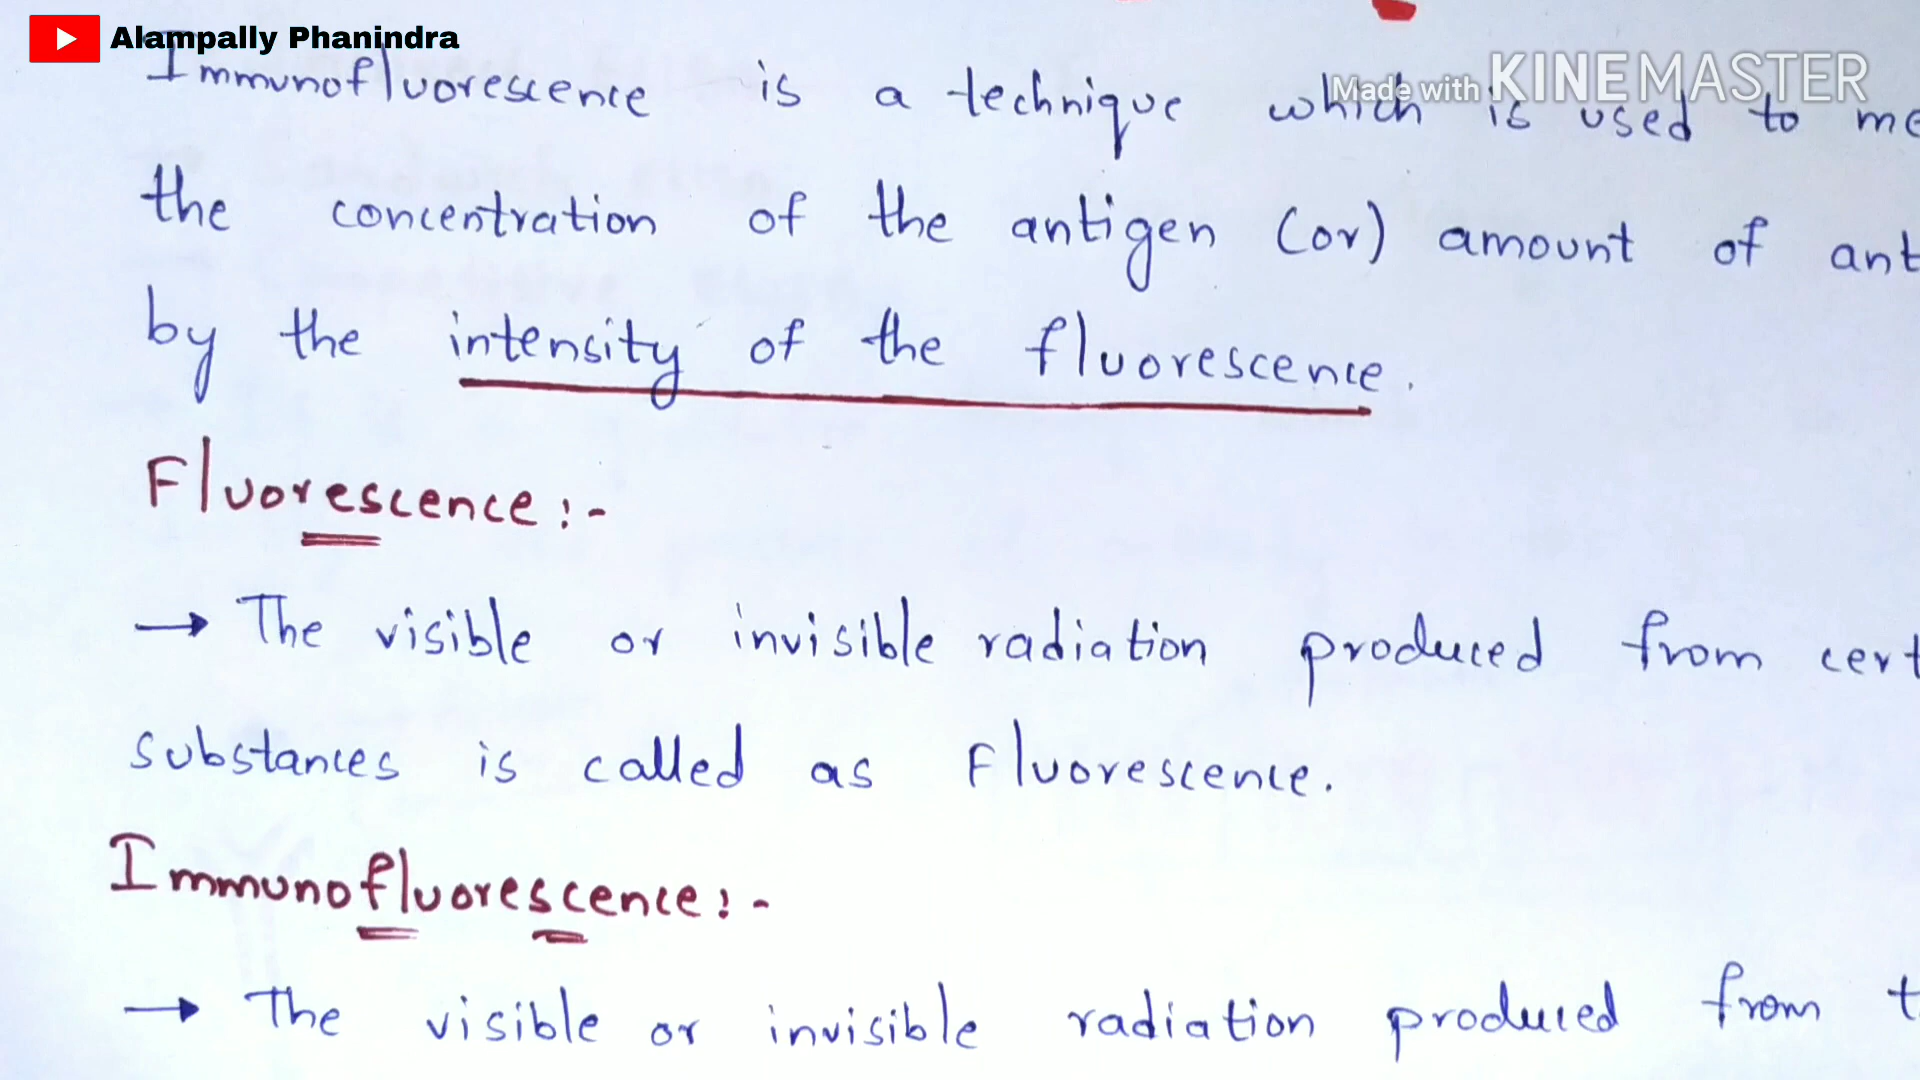 Alampally Phanindra
Made with KINEMASTER
Immunofluorescence is a technique which is used to me
the concentration of the antigen (or) amount of ant
by the intensity of the fluorescence.
Fluorescence :-
→ The visible or invisible radiation produced from cert
substances is called as Fluorescence.
Immunofluorescence :-
→ The visible or invisible radiation produced from t